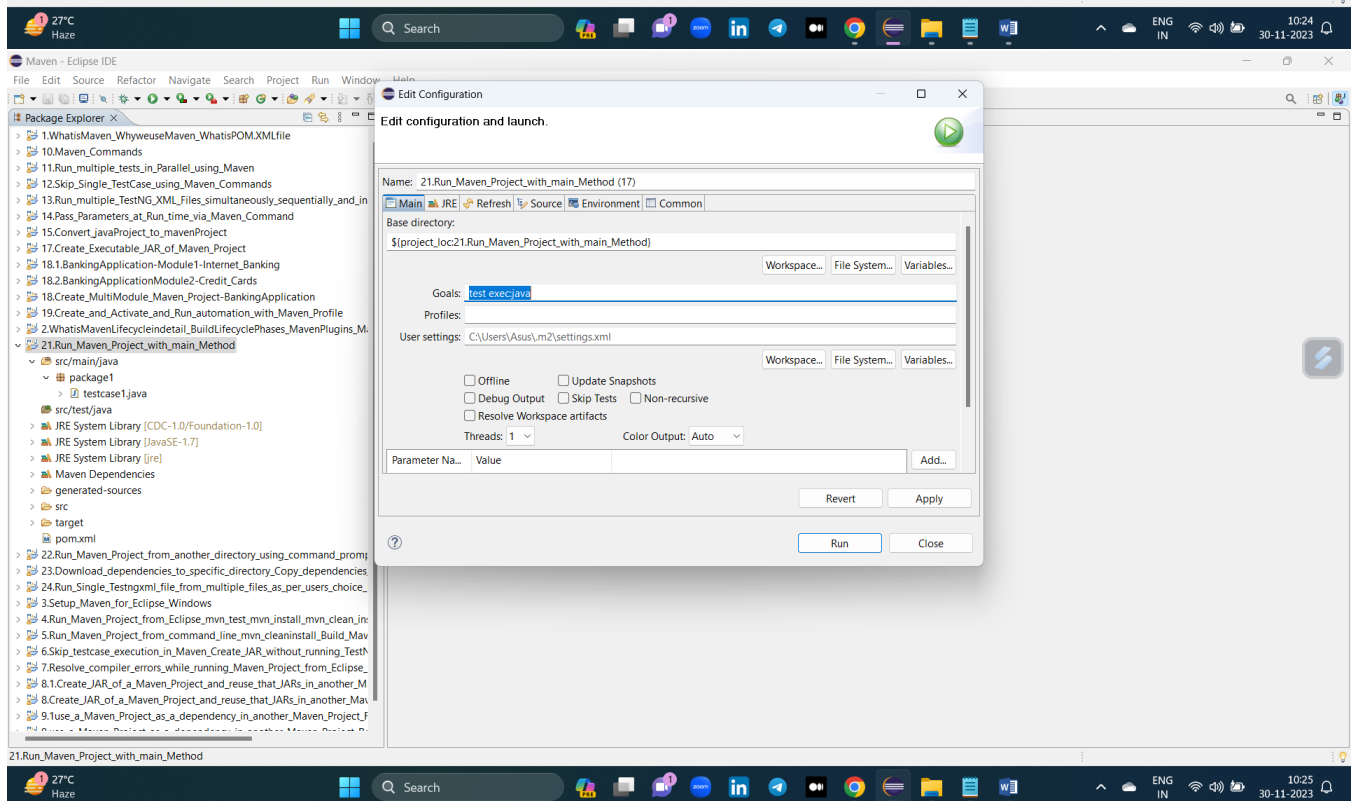 27°C
Haze
Search
ENG
IN
10:24
30-11-2023
Maven - Eclipse IDE
File Edit Source Refactor Navigate Search Project Run Window Help
Package Explorer
1.WhatisMaven_WhyweuseMaven_WhatisPOM.XMLfile
10.Maven_Commands
11.Run_multiple_tests_in_Parallel_using_Maven
12.Skip_Single_TestCase_using_Maven_Commands
13.Run_multiple_TestNG_XML_Files_simultaneously_sequentially_and_in
14.Pass_Parameters_at_Run_time_via_Maven_Command
15.Convert_javaProject_to_mavenProject
17.Create_Executable_JAR_of_Maven_Project
18.1.BankingApplication-Module1-Internet_Banking
18.2.BankingApplicationModule2-Credit_Cards
18.Create_MultiModule_Maven_Project-BankingApplication
19.Create_and_Activate_and_Run_automation_with_Maven_Profile
2.WhatisMavenLifecycleindetail_BuildLifecyclePhases_MavenPlugins_M
21.Run_Maven_Project_with_main_Method
src/main/java
package1
testcase1.java
src/test/java
JRE System Library [CDC-1.0/Foundation-1.0]
JRE System Library [JavaSE-1.7]
JRE System Library [jre]
Maven Dependencies
generated-sources
src
target
pom.xml
22.Run_Maven_Project_from_another_directory_using_command_promp
23.Download_dependencies_to_specific_directory_Copy_dependencies
24.Run_Single_Testngxml_file_from_multiple_files_as_per_users_choice_
3.Setup_Maven_for_Eclipse_Windows
4.Run_Maven_Project_from_Eclipse_mvn_test_mvn_install_mvn_clean_in
5.Run_Maven_Project_from_command_line_mvn_cleaninstall_Build_Mav
6.Skip_testcase_execution_in_Maven_Create_JAR_without_running_TestN
7.Resolve_compiler_errors_while_running_Maven_Project_from_Eclipse_
8.1.Create_JAR_of_a_Maven_Project_and_reuse_that_JARs_in_another_M
8.Create_JAR_of_a_Maven_Project_and_reuse_that_JARs_in_another_Mav
9.1use_a_Maven_Project_as_a_dependency_in_another_Maven_Project_F
Edit Configuration
Edit configuration and launch.
Name: 21.Run_Maven_Project_with_main_Method (17)
Main JRE Refresh Source Environment Common
Base directory:
${project_loc:21.Run_Maven_Project_with_main_Method}
Workspace... File System... Variables...
Goals: test exec:java
Profiles:
User settings: C:\Users\Asus\.m2\settings.xml
Workspace... File System... Variables...
Offline Update Snapshots
Debug Output Skip Tests Non-recursive
Resolve Workspace artifacts
Threads: 1 Color Output: Auto
Parameter Na... Value Add...
Revert Apply
Run Close
21.Run_Maven_Project_with_main_Method
27°C
Haze
Search
ENG
IN
10:25
30-11-2023